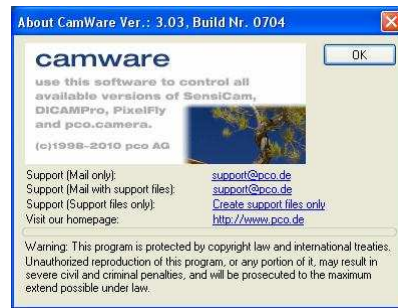 About CamWare Ver.: 3.03, Build Nr. 0704
camware
use this software to control all
available versions of SensiCam,
DICAMPro, PixelFly
and pco.camera.
(c)1998-2010 pco AG
OK
Support (Mail only): support@pco.de
Support (Mail with support files): support@pco.de
Support (Support files only): Create support files only
Visit our homepage: http://www.pco.de
Warning: This program is protected by copyright law and international treaties.
Unauthorized reproduction of this program, or any portion of it, may result in
severe civil and criminal penalties, and will be prosecuted to the maximum
extend possible under law.